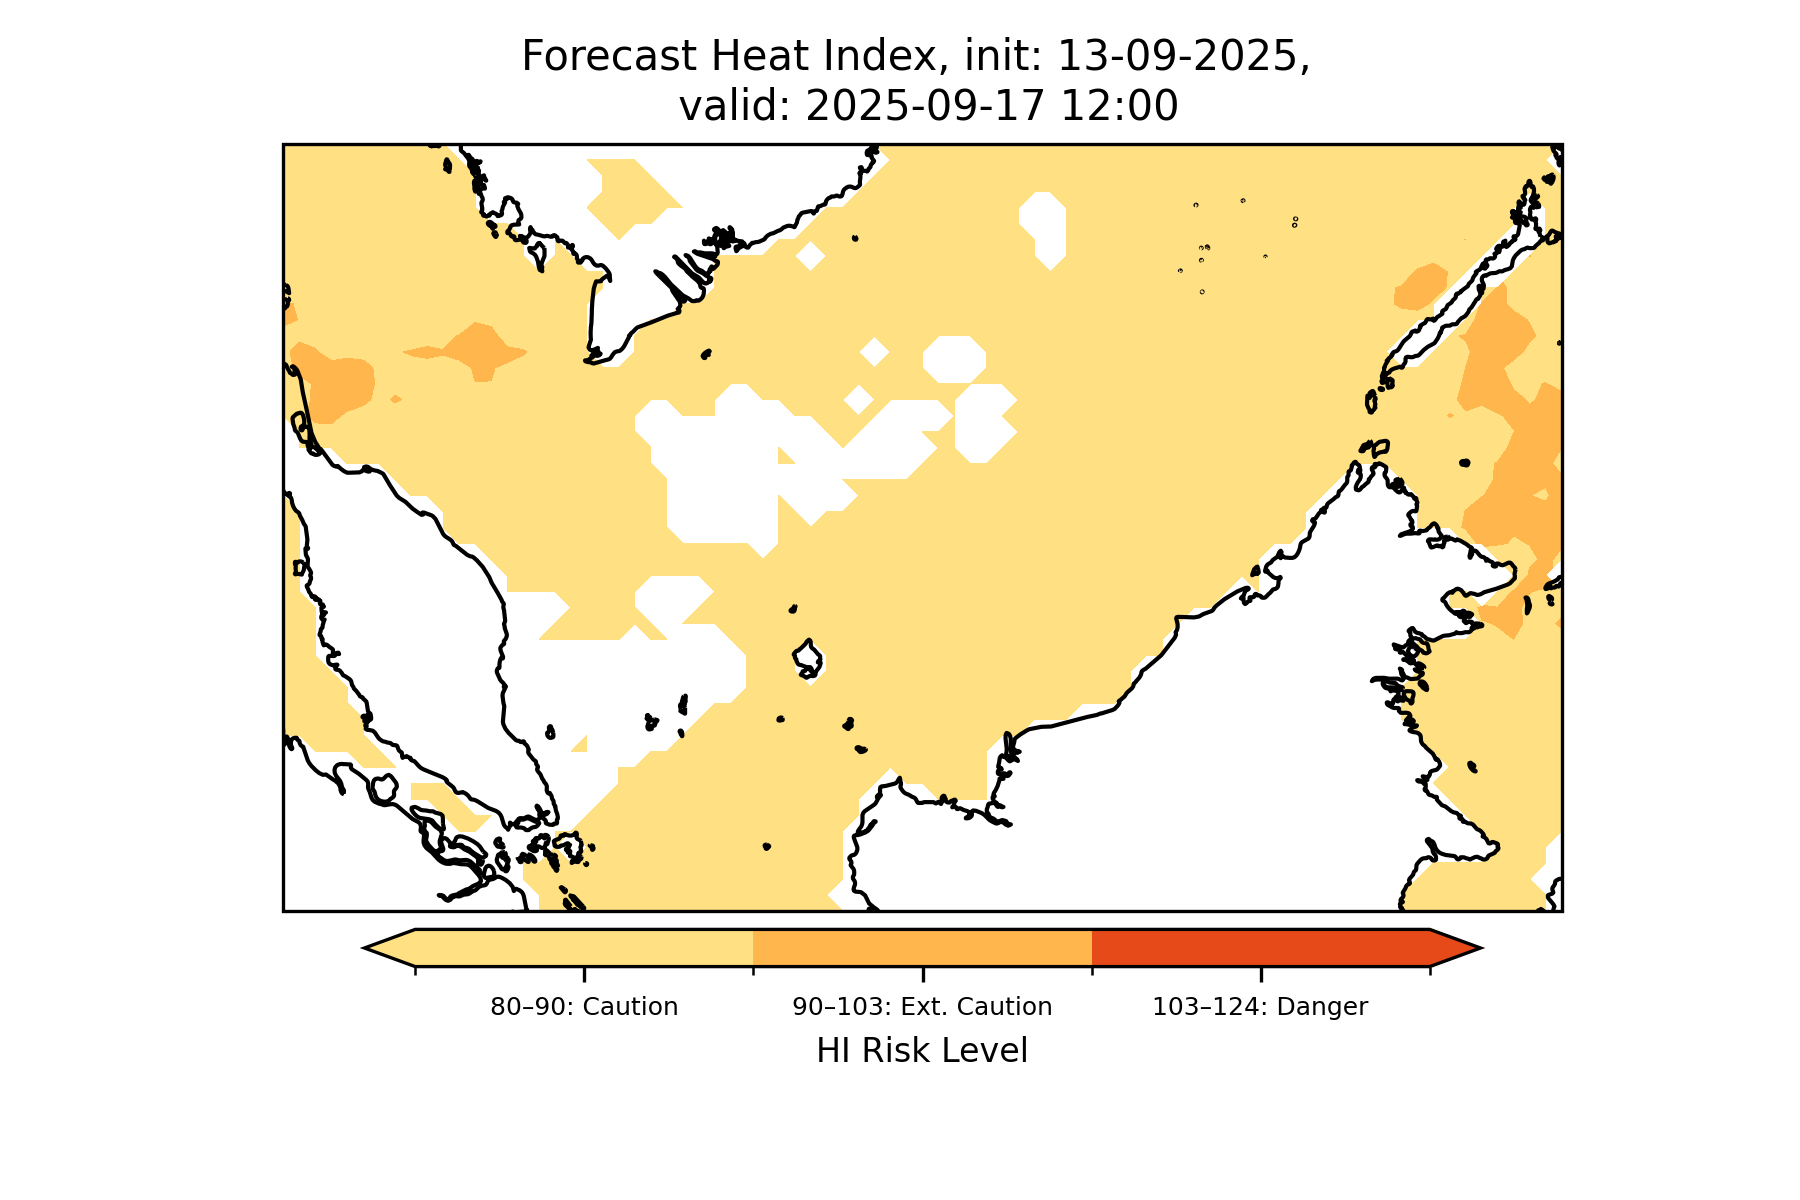 Forecast Heat Index, init: 13-09-2025,
valid: 2025-09-17 12:00
80–90: Caution
90–103: Ext. Caution
103–124: Danger
HI Risk Level